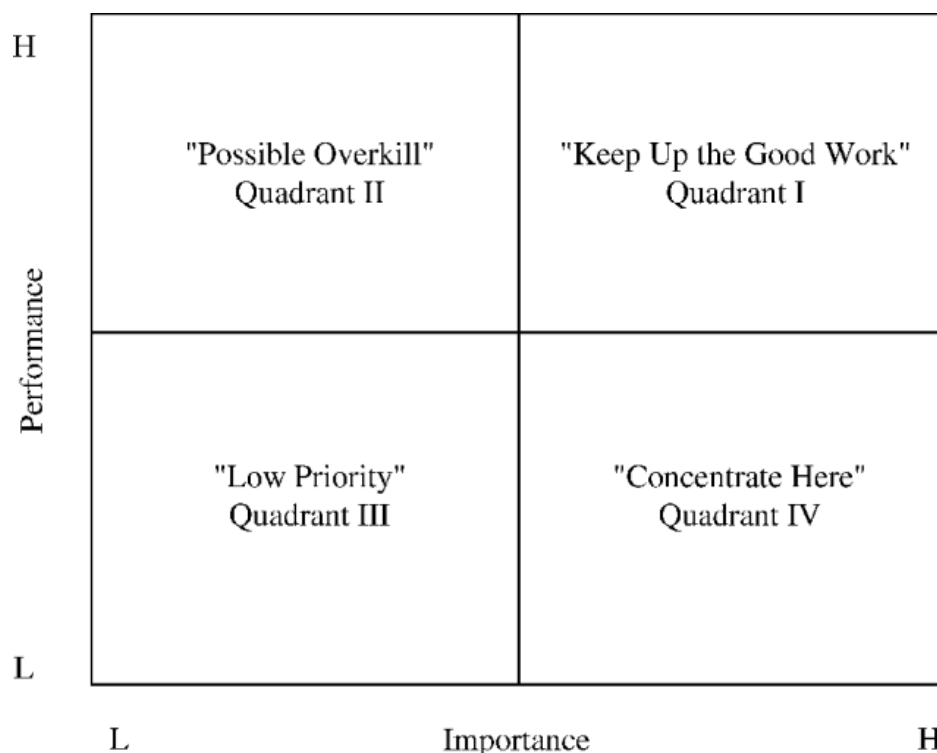 H
"Possible Overkill"
Quadrant II
"Keep Up the Good Work"
Quadrant I
Performance
"Low Priority"
Quadrant III
"Concentrate Here"
Quadrant IV
L
L
Importance
H